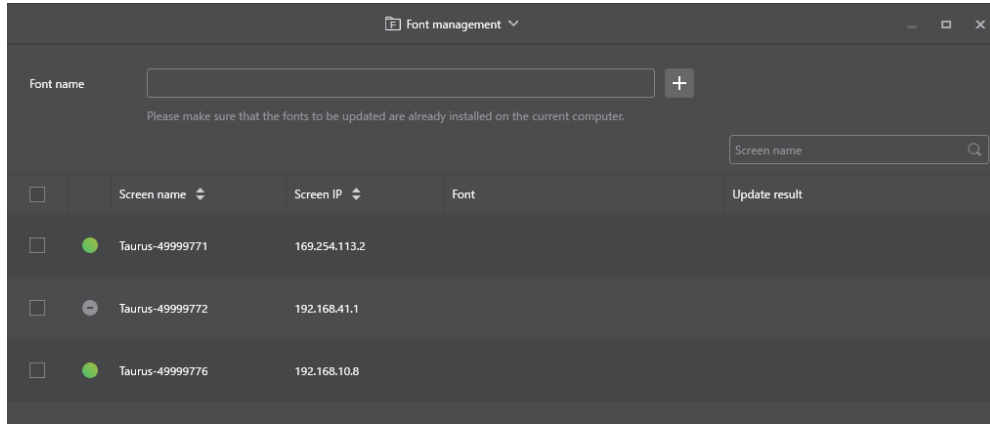 Font management
Font name
Please make sure that the fonts to be updated are already installed on the current computer.
Screen name
Screen name Screen IP Font Update result
Taurus-49999771 169.254.113.2
Taurus-49999772 192.168.41.1
Taurus-49999776 192.168.10.8